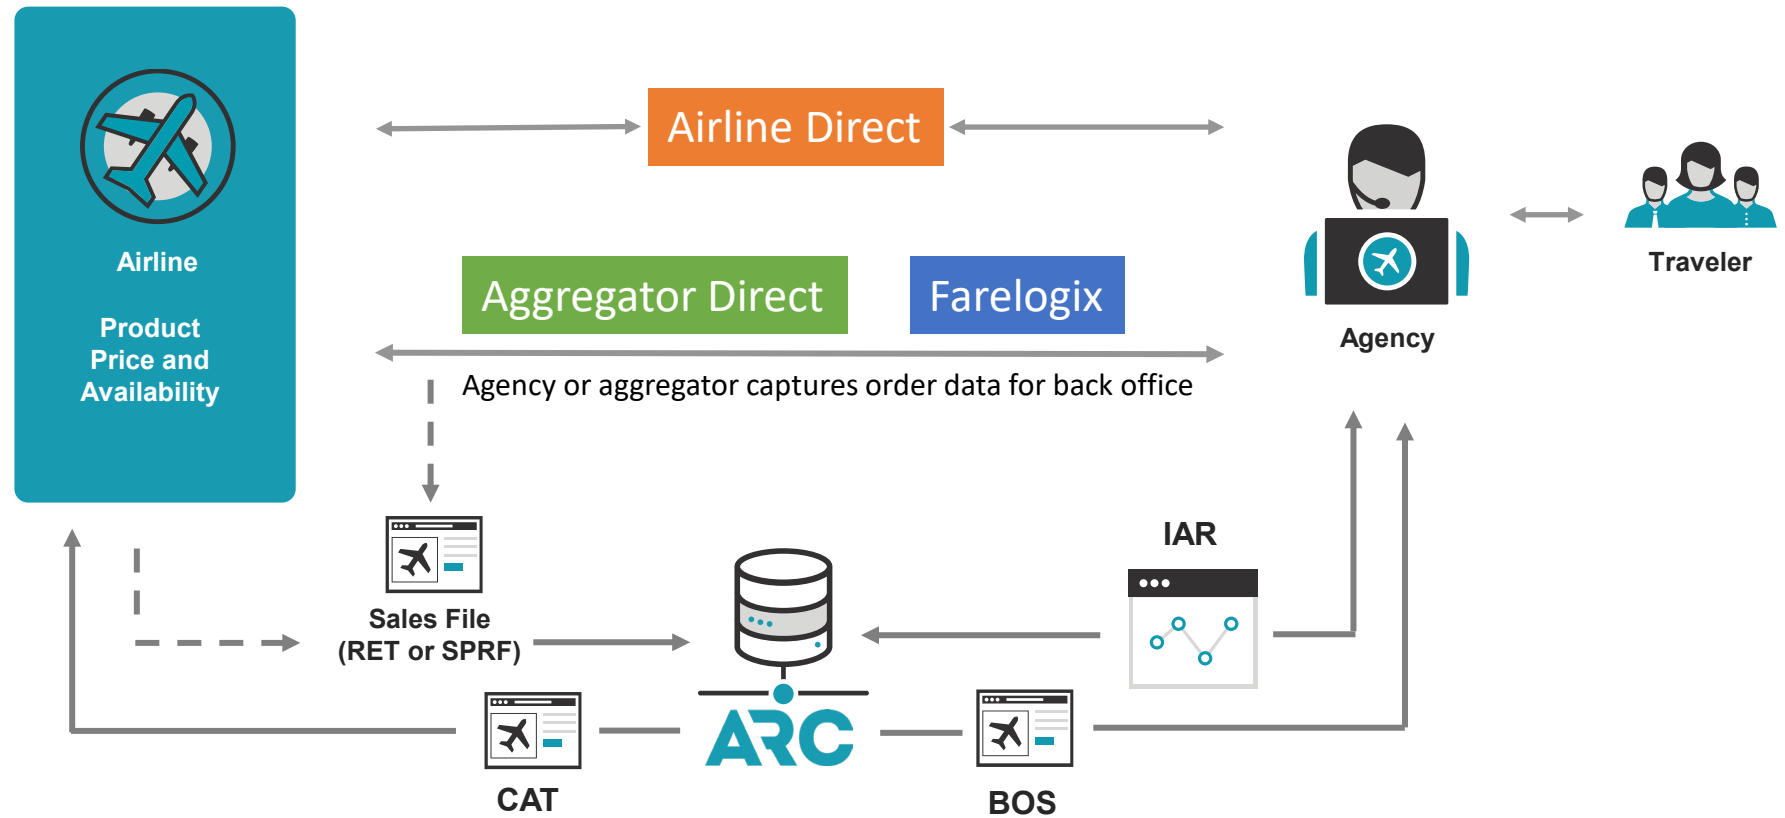 Airline Direct
Airline
Product
Price and
Availability
Aggregator Direct
Farelogix
Agency or aggregator captures order data for back office
Agency
Traveler
Sales File
(RET or SPRF)
IAR
ARC
CAT
BOS